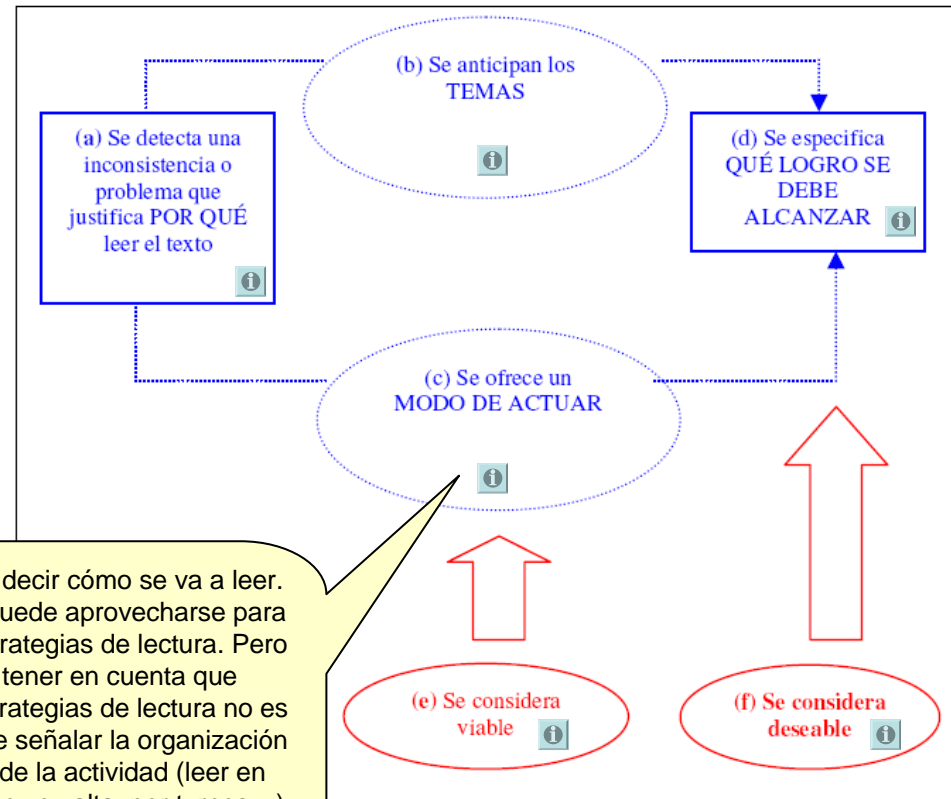 (b) Se anticipan los
TEMAS
(a) Se detecta una
inconsistencia o
problema que
justifica POR QUÉ
leer el texto
(d) Se especifica
QUÉ LOGRO SE
DEBE
ALCANZAR
(c) Se ofrece un
MODO DE ACTUAR
decir cómo se va a leer.
aprovecharse para
de lectura. Pero
tener en cuenta que
de lectura no es
señalar la organización
de la actividad (leer en
(e) Se considera
viable
(f) Se considera
deseable